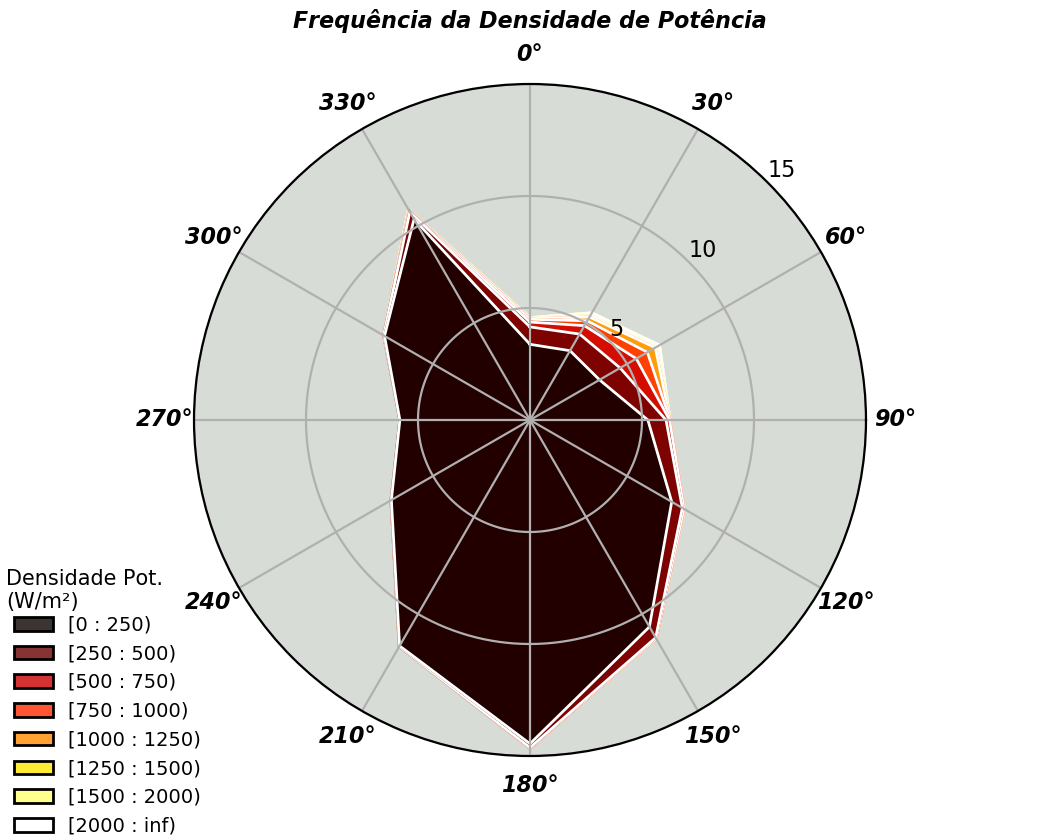 Frequência da Densidade de Potência
0°
330°
30°
15
300°
60°
10
5
270°
90°
240°
120°
210°
150°
180°
Densidade Pot.
(W/m²)
[0 : 250)
[250 : 500)
[500 : 750)
[750 : 1000)
[1000 : 1250)
[1250 : 1500)
[1500 : 2000)
[2000 : inf)